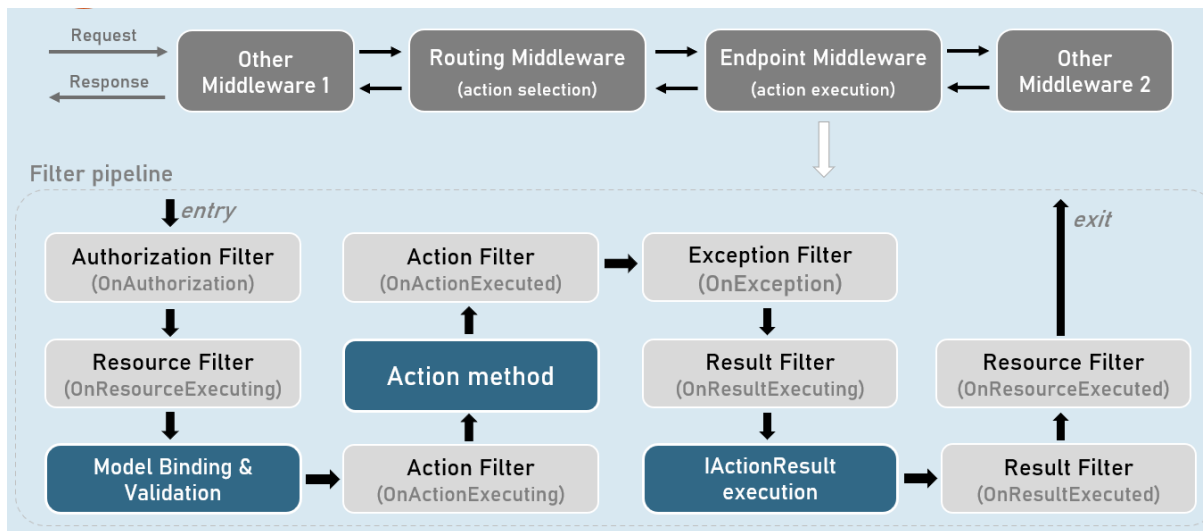 Request
Response
Other
Middleware 1
Routing Middleware
(action selection)
Endpoint Middleware
(action execution)
Other
Middleware 2
Filter pipeline
entry
exit
Authorization Filter
(OnAuthorization)
Action Filter
(OnActionExecuted)
Exception Filter
(OnException)
Resource Filter
(OnResourceExecuting)
Action method
Result Filter
(OnResultExecuting)
Resource Filter
(OnResourceExecuted)
Model Binding &
Validation
Action Filter
(OnActionExecuting)
IActionResult
execution
Result Filter
(OnResultExecuted)